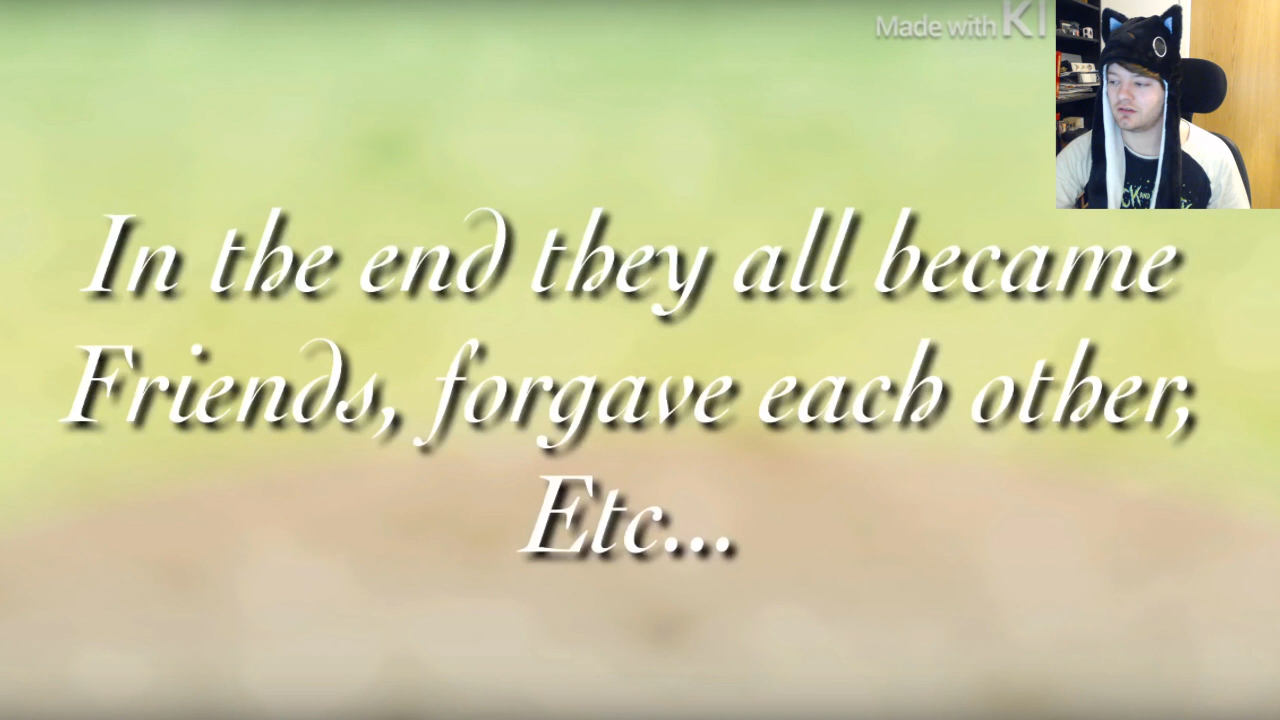 Made with KI
In the end they all became
Friends, forgave each other,
Etc...